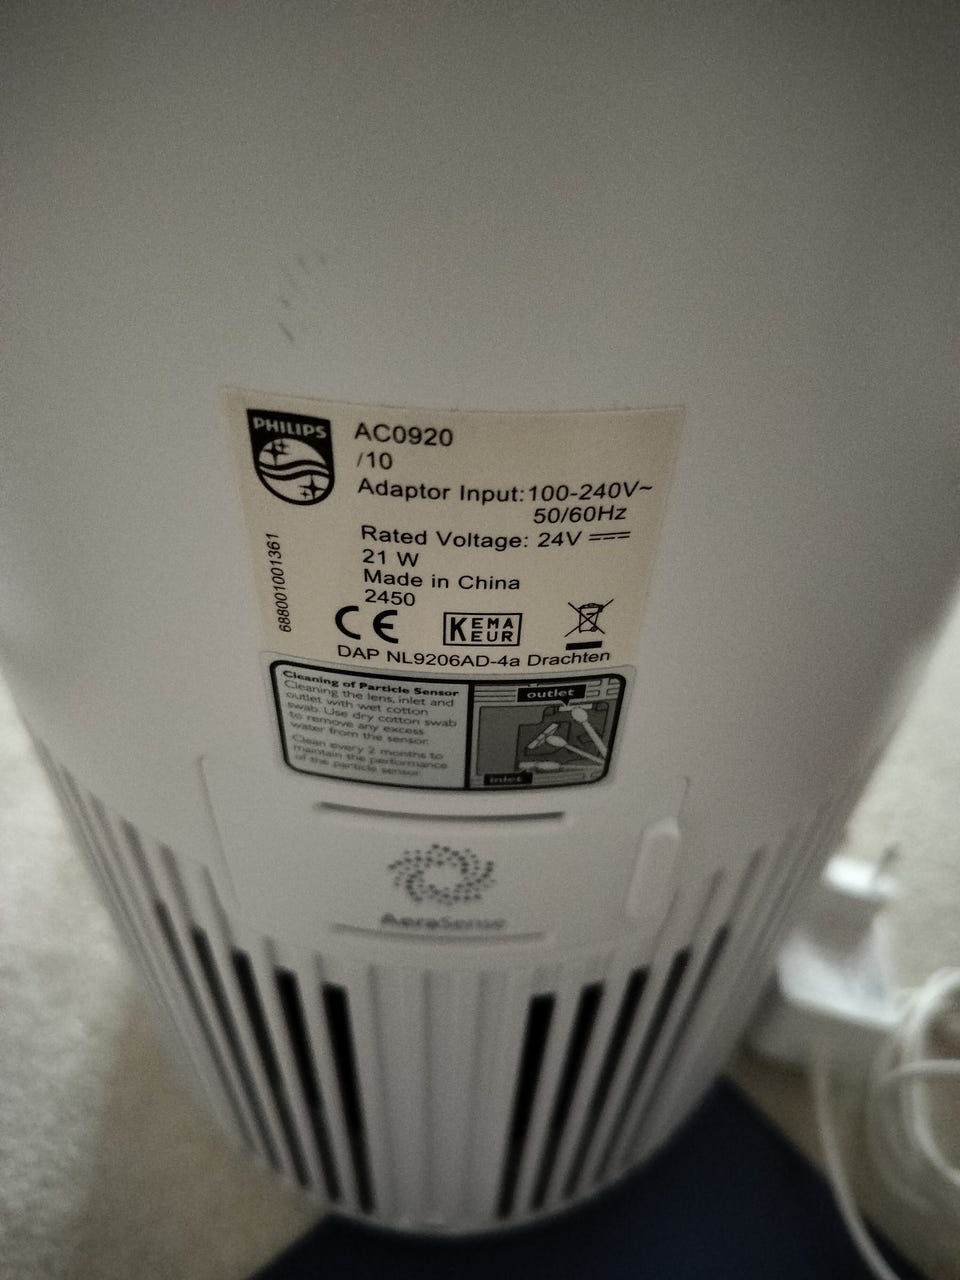 PHILIPS
AC0920
/10
Adaptor Input:100-240V~
50/60Hz
Rated Voltage: 24V
21 W
Made in China
2450
688001001361
CE
KEMA
EUR
DAP NL9206AD-4a Drachten
Cleaning of Particle Sensor
Cleaning the lens, inlet and
outlet with wet cotton
swab. Use dry cotton swab
to remove any excess
water from the sensor.
Clean every 2 months to
maintain the performance
of the particle sensor.
outlet
inlet
AeraSense